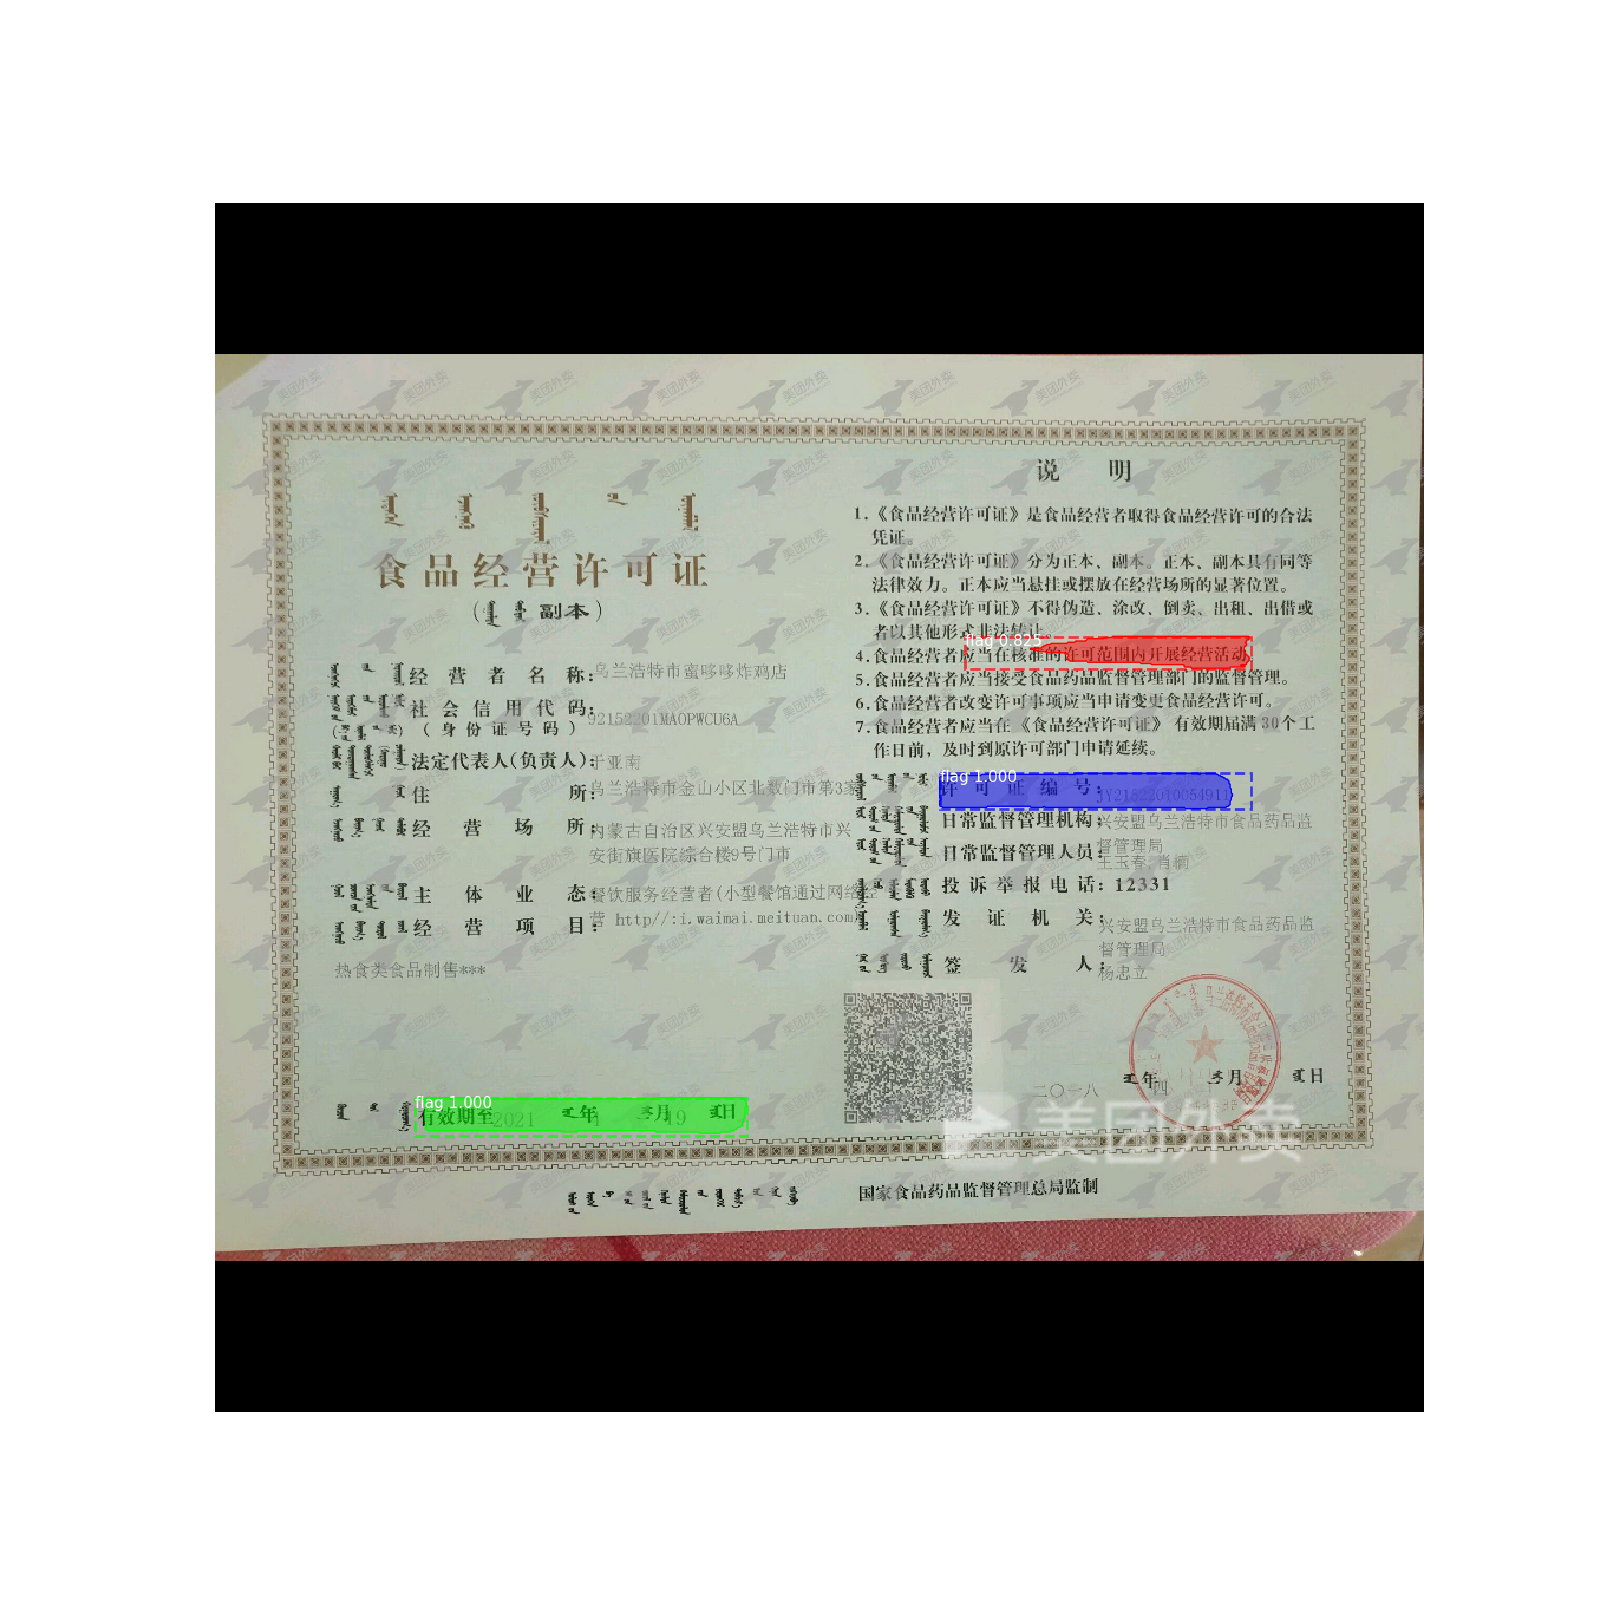 食品经营许可证
(副本)
经营者名称: 乌兰浩特市蜜哆哆炸鸡店
社会信用代码: 92152201MA0PWCU6A
(身份证号码)
法定代表人(负责人): 于亚南
住所: 乌兰浩特市金山小区北数门市第3家
经营场所: 内蒙古自治区兴安盟乌兰浩特市兴
安街旗医院综合楼9号门市
主体业态: 餐饮服务经营者(小型餐馆通过网络经
营 http//:i.waimai.meituan.com)
经营项目:
热食类食品制售***
flag 1.000
有效期至2021 年 月19 日
说明
1.《食品经营许可证》是食品经营者取得食品经营许可的合法
凭证。
2.《食品经营许可证》分为正本、副本。正本、副本具有同等
法律效力。正本应当悬挂或摆放在经营场所的显著位置。
3.《食品经营许可证》不得伪造、涂改、倒卖、出租、出借或
者以其他形式非法转让。
flag 0.825
4.食品经营者应当在核准的许可范围内开展经营活动
5.食品经营者应当接受食品药品监督管理部门的监督管理。
6.食品经营者改变许可事项应当申请变更食品经营许可。
7.食品经营者应当在《食品经营许可证》有效期届满30个工
作日前，及时到原许可部门申请延续。
flag 1.000
许可证编号:
日常监督管理机构: 兴安盟乌兰浩特市食品药品监
督管理局
日常监督管理人员: 王玉春,肖
投诉举报电话: 12331
发证机关: 兴安盟乌兰浩特市食品药品监
督管理局
签发人: 杨忠立
二〇一八 年 四 月 日
美团外卖
国家食品药品监督管理总局监制